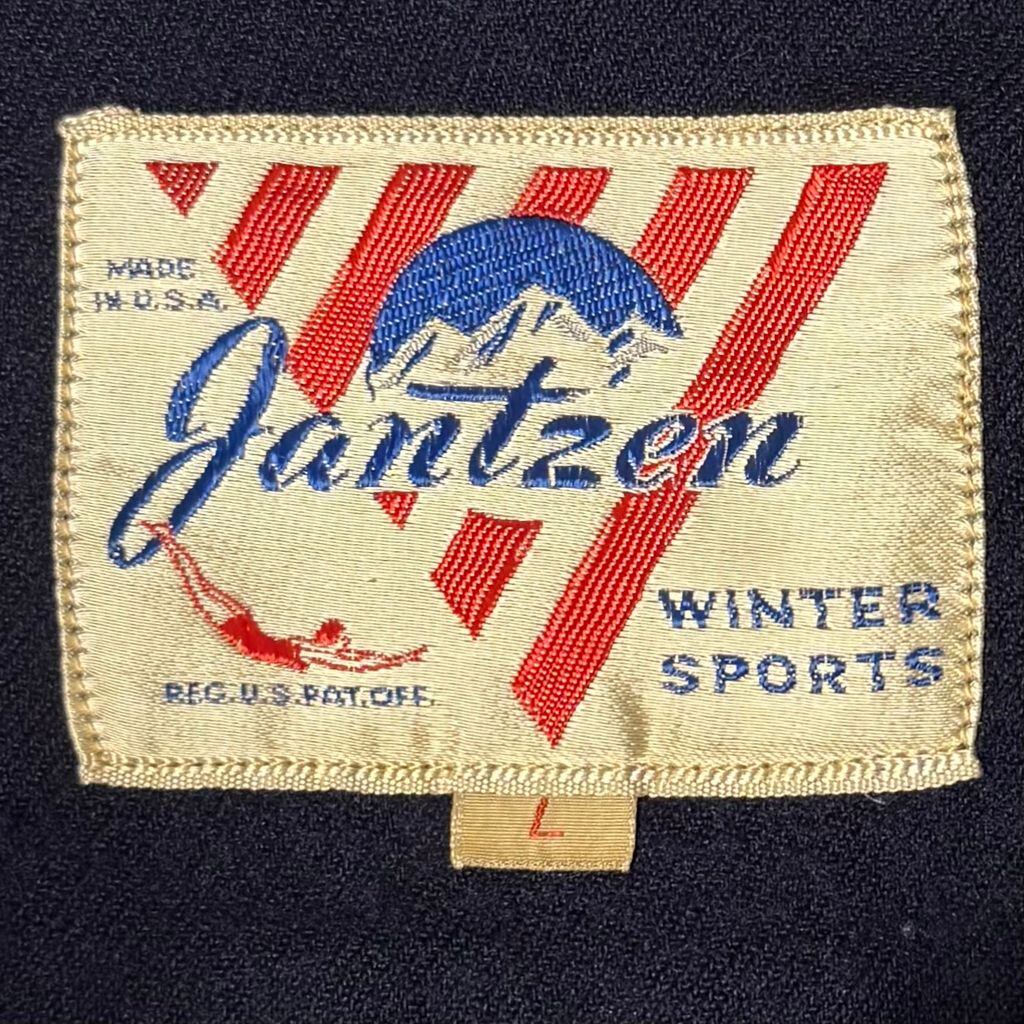 MADE
IN U.S.A.
Jantzen
WINTER
SPORTS
REG. U.S. PAT. OFF.
L